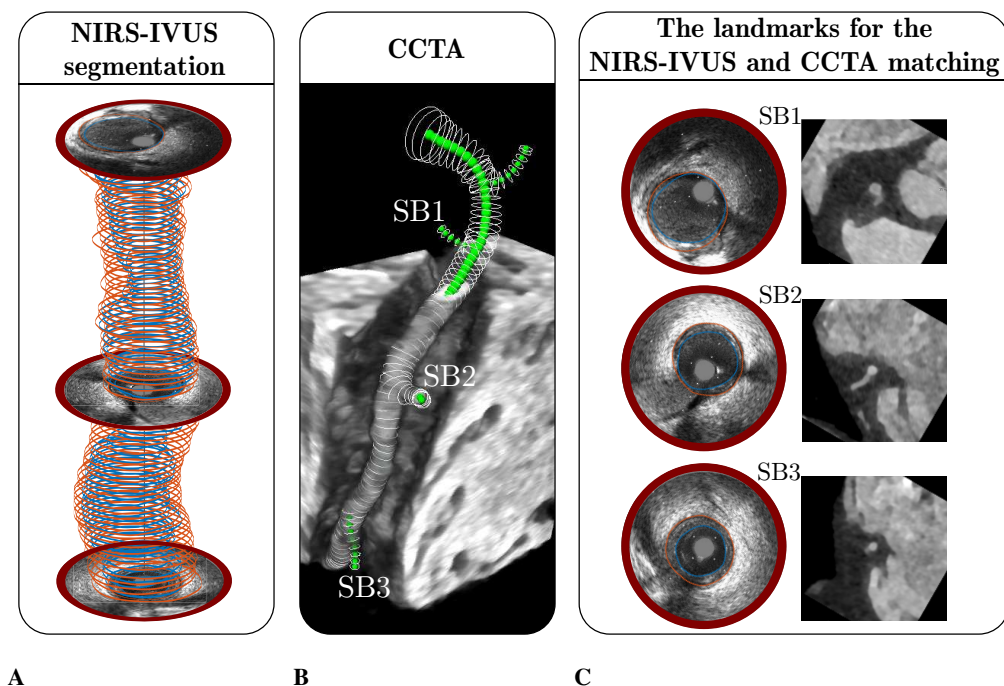 NIRS-IVUS
segmentation
CCTA
SB1
SB2
SB3
The landmarks for the
NIRS-IVUS and CCTA matching
SB1
SB2
SB3
A
B
C